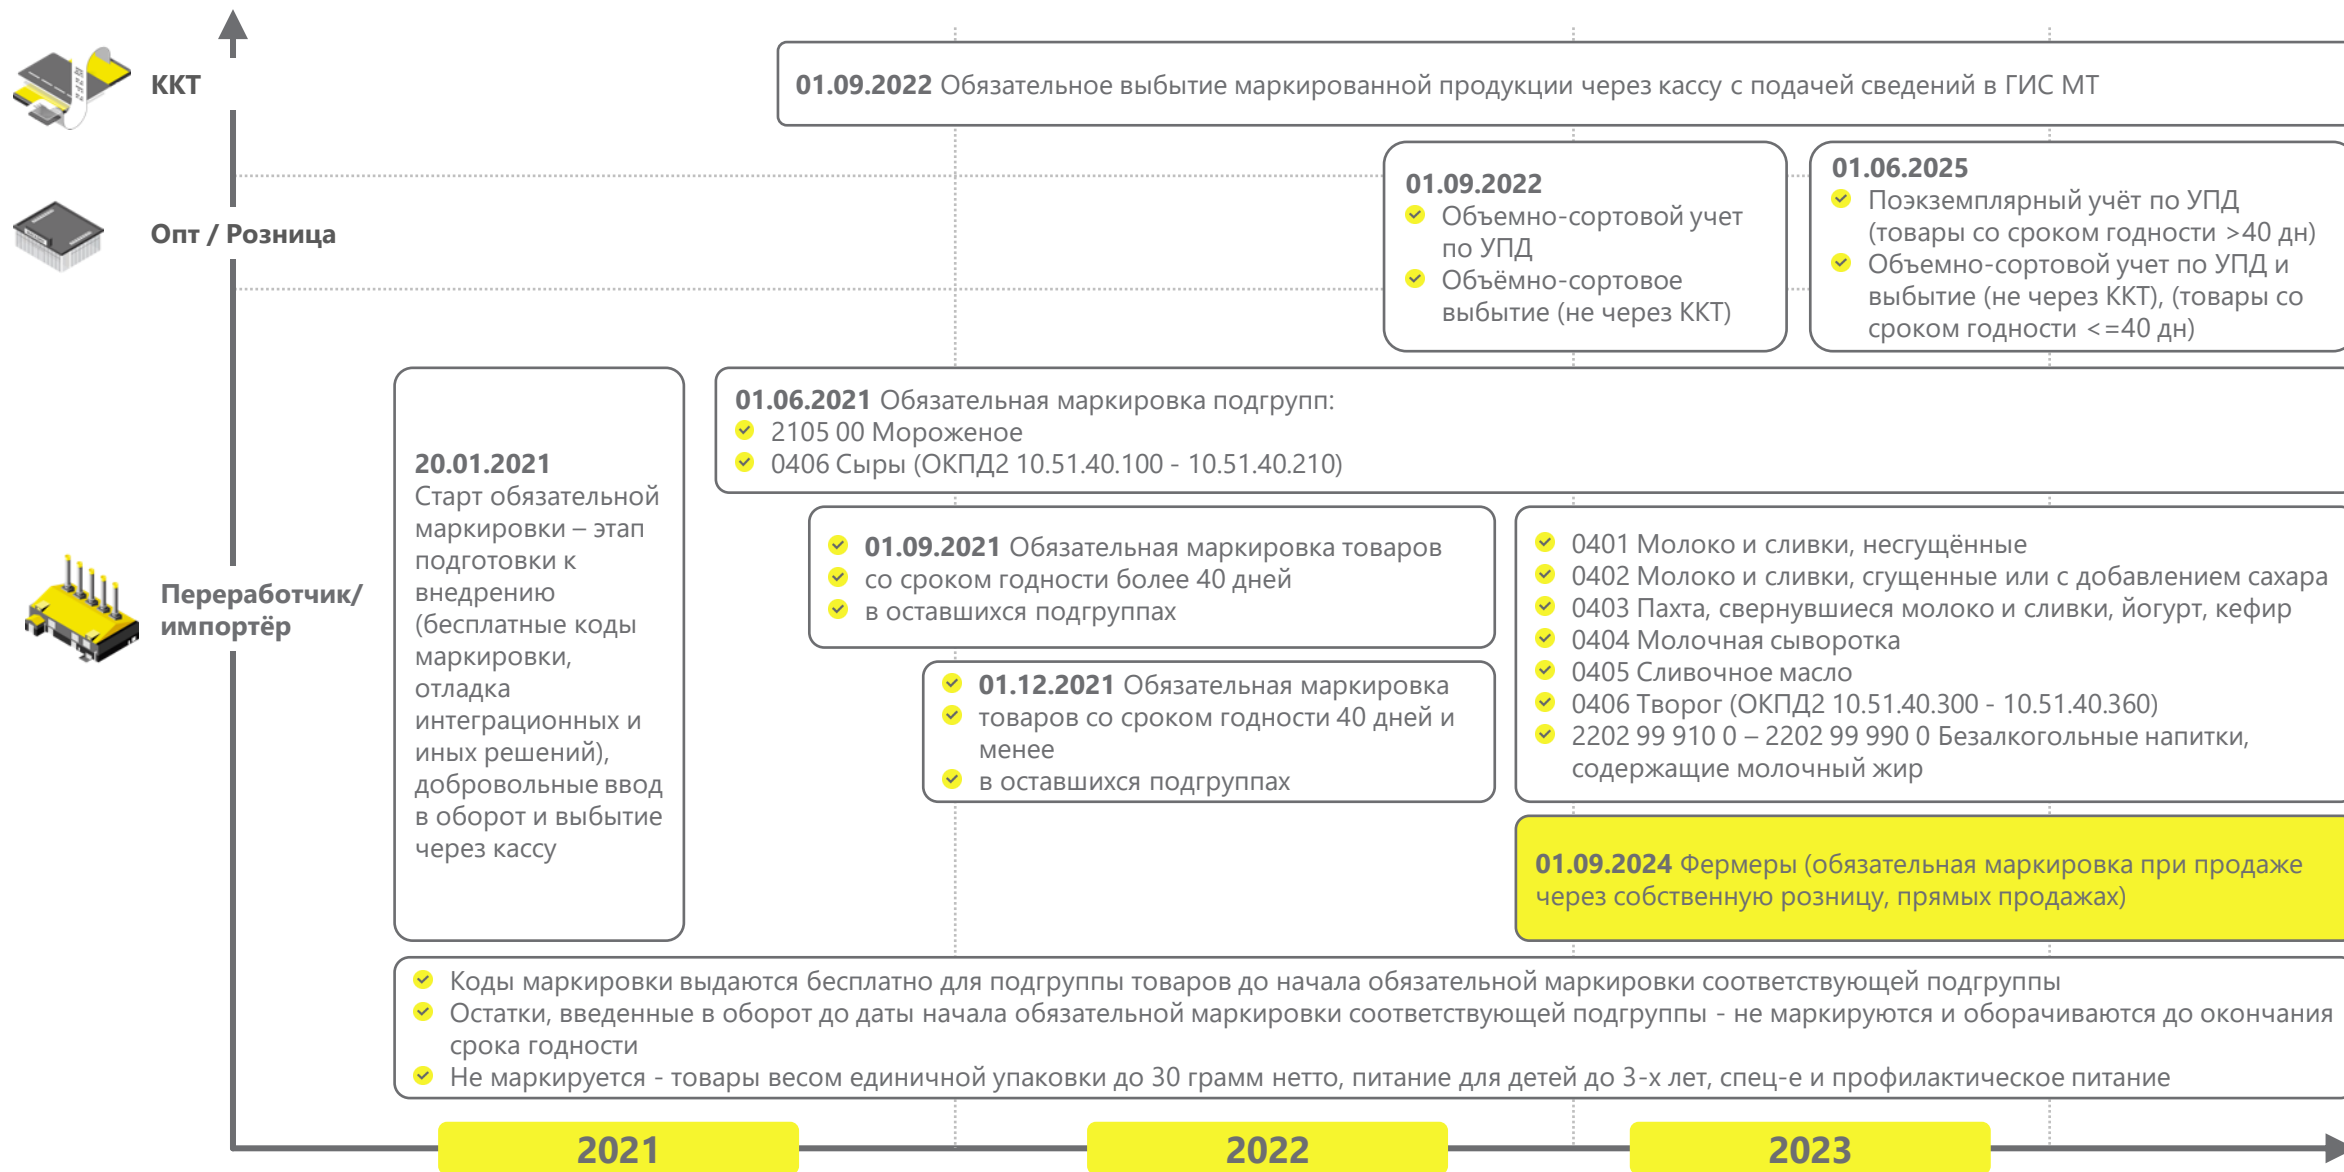 ККТ
01.09.2022 Обязательное выбытие маркированной продукции через кассу с подачей сведений в ГИС МТ
Опт / Розница
01.09.2022
Объемно-сортовой учет
по УПД
Объёмно-сортовое
выбытие (не через ККТ)
01.06.2025
Поэкземплярный учёт по УПД
(товары со сроком годности >40 дн)
Объемно-сортовой учет по УПД и
выбытие (не через ККТ), (товары со
сроком годности <=40 дн)
Переработчик/
импортёр
20.01.2021
Старт обязательной
маркировки – этап
подготовки к
внедрению
(бесплатные коды
маркировки,
отладка
интеграционных и
иных решений),
добровольные ввод
в оборот и выбытие
через кассу
01.06.2021 Обязательная маркировка подгрупп:
2105 00 Мороженое
0406 Сыры (ОКПД2 10.51.40.100 - 10.51.40.210)
01.09.2021 Обязательная маркировка товаров
со сроком годности более 40 дней
в оставшихся подгруппах
01.12.2021 Обязательная маркировка
товаров со сроком годности 40 дней и
менее
в оставшихся подгруппах
0401 Молоко и сливки, несгущённые
0402 Молоко и сливки, сгущенные или с добавлением сахара
0403 Пахта, свернувшиеся молоко и сливки, йогурт, кефир
0404 Молочная сыворотка
0405 Сливочное масло
0406 Творог (ОКПД2 10.51.40.300 - 10.51.40.360)
2202 99 910 0 – 2202 99 990 0 Безалкогольные напитки,
содержащие молочный жир
01.09.2024 Фермеры (обязательная маркировка при продаже
через собственную розницу, прямых продажах)
Коды маркировки выдаются бесплатно для подгруппы товаров до начала обязательной маркировки соответствующей подгруппы
Остатки, введенные в оборот до даты начала обязательной маркировки соответствующей подгруппы - не маркируются и оборачиваются до окончания
срока годности
Не маркируется - товары весом единичной упаковки до 30 грамм нетто, питание для детей до 3-х лет, спец-е и профилактическое питание
2021
2022
2023